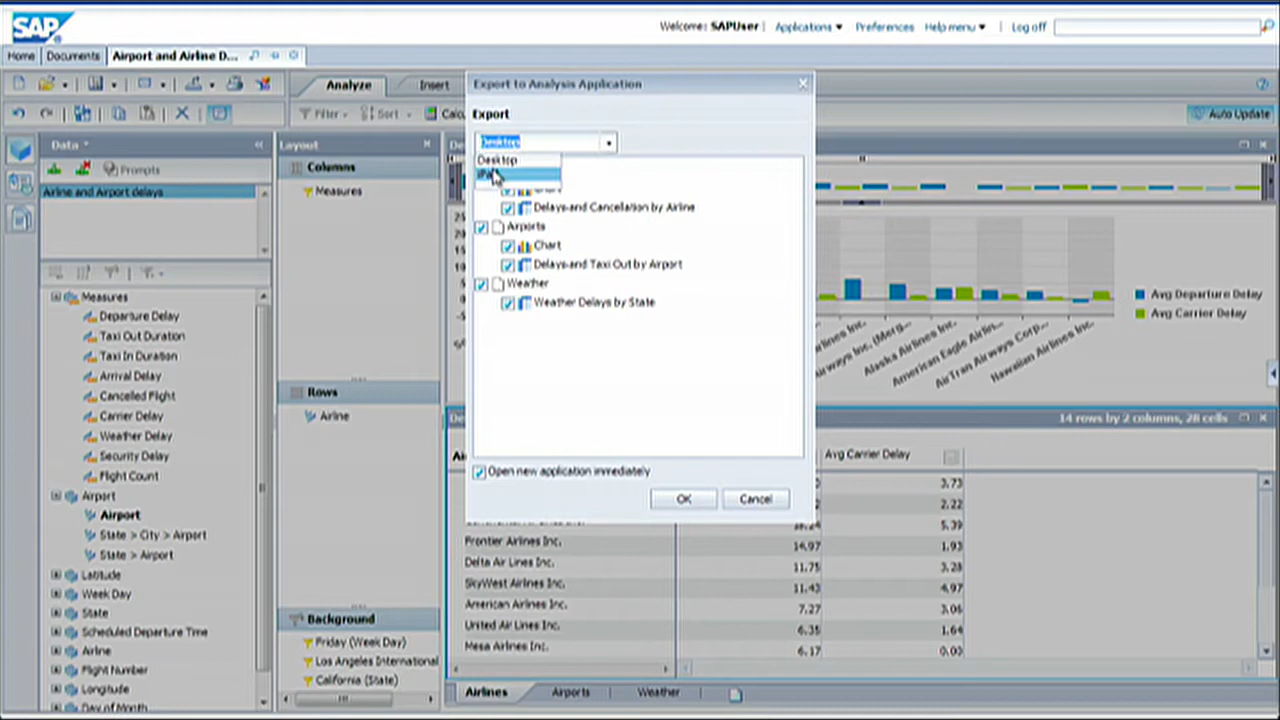 SAP
Welcome: SAPUser
Applications
Preferences
Help menu
Log off
Home
Documents
Airport and Airline D...
Analyze
Insert
Filter
Sort
Auto Update
Export to Analysis Application
Export
Desktop
Desktop
Chart
Delays and Cancellation by Airline
Airports
Chart
Delays and Taxi Out by Airport
Weather
Weather Delays by State
Open new application immediately
OK
Cancel
Data
Prompts
Airline and Airport delays
Measures
Departure Delay
Taxi Out Duration
Taxi In Duration
Arrival Delay
Cancelled Flight
Carrier Delay
Weather Delay
Security Delay
Flight Count
Airport
Airport
State > City > Airport
State > Airport
Latitude
Week Day
State
Scheduled Departure Time
Airline
Flight Number
Longitude
Day of Month
Layout
Columns
Measures
Rows
Airline
Background
Friday (Week Day)
Los Angeles International
California (State)
Avg Departure Delay
Avg Carrier Delay
Alaska Airlines Inc.
American Eagle Airlin...
AirTran Airways Corp...
Hawaiian Airlines Inc.
14 rows by 2 columns, 28 cells
Avg Carrier Delay
3.73
2.22
5.39
Frontier Airlines Inc. 14.97 1.93
Delta Air Lines Inc. 11.75 3.28
SkyWest Airlines Inc. 11.43 4.97
American Airlines Inc. 7.27 3.06
United Air Lines Inc. 6.35 1.64
Mesa Airlines Inc. 6.17 0.00
Airlines
Airports
Weather